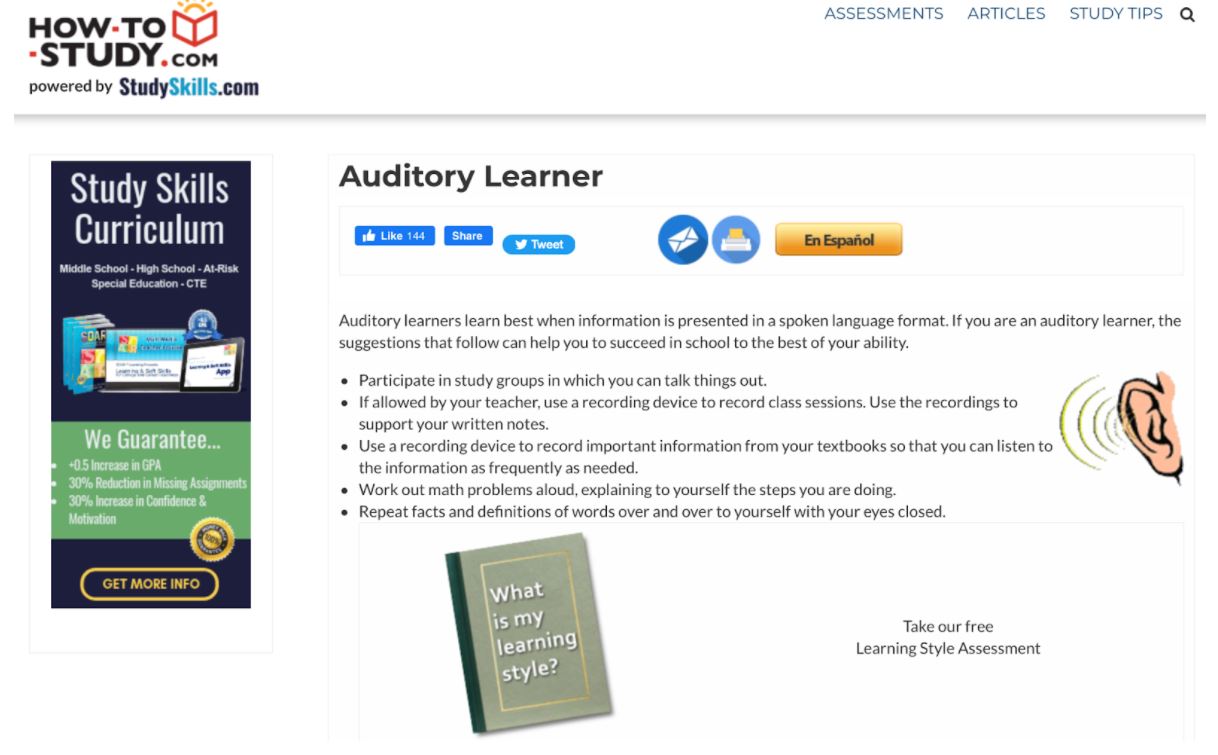 HOW-TO
-STUDY.COM
powered by StudySkills.com
ASSESSMENTS ARTICLES STUDY TIPS
Study Skills
Curriculum
Middle School - High School - At-Risk
Special Education - CTE
SOAR
Learning & Soft Skills
App
We Guarantee...
+0.5 Increase in GPA
30% Reduction in Missing Assignments
30% Increase in Confidence &
Motivation
100%
GET MORE INFO
Auditory Learner
Like 144 Share Tweet En Español
Auditory learners learn best when information is presented in a spoken language format. If you are an auditory learner, the
suggestions that follow can help you to succeed in school to the best of your ability.
• Participate in study groups in which you can talk things out.
• If allowed by your teacher, use a recording device to record class sessions. Use the recordings to
support your written notes.
• Use a recording device to record important information from your textbooks so that you can listen to
the information as frequently as needed.
• Work out math problems aloud, explaining to yourself the steps you are doing.
• Repeat facts and definitions of words over and over to yourself with your eyes closed.
What
is my
learning
style?
Take our free
Learning Style Assessment